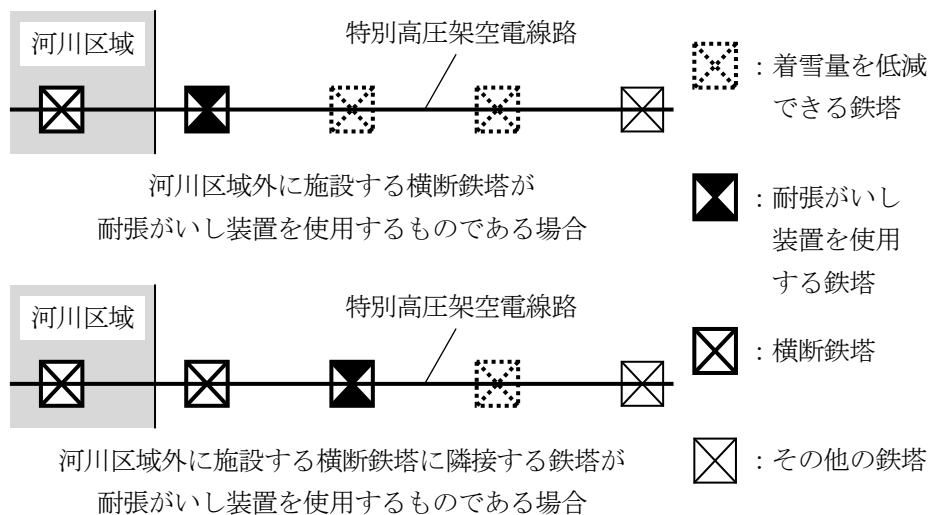 河川区域
特別高圧架空電線路
河川区域外に施設する横断鉄塔が
耐張がいし装置を使用するものである場合
河川区域
特別高圧架空電線路
河川区域外に施設する横断鉄塔に隣接する鉄塔が
耐張がいし装置を使用するものである場合
：着雪量を低減
できる鉄塔
：耐張がいし
装置を使用
する鉄塔
：横断鉄塔
：その他の鉄塔